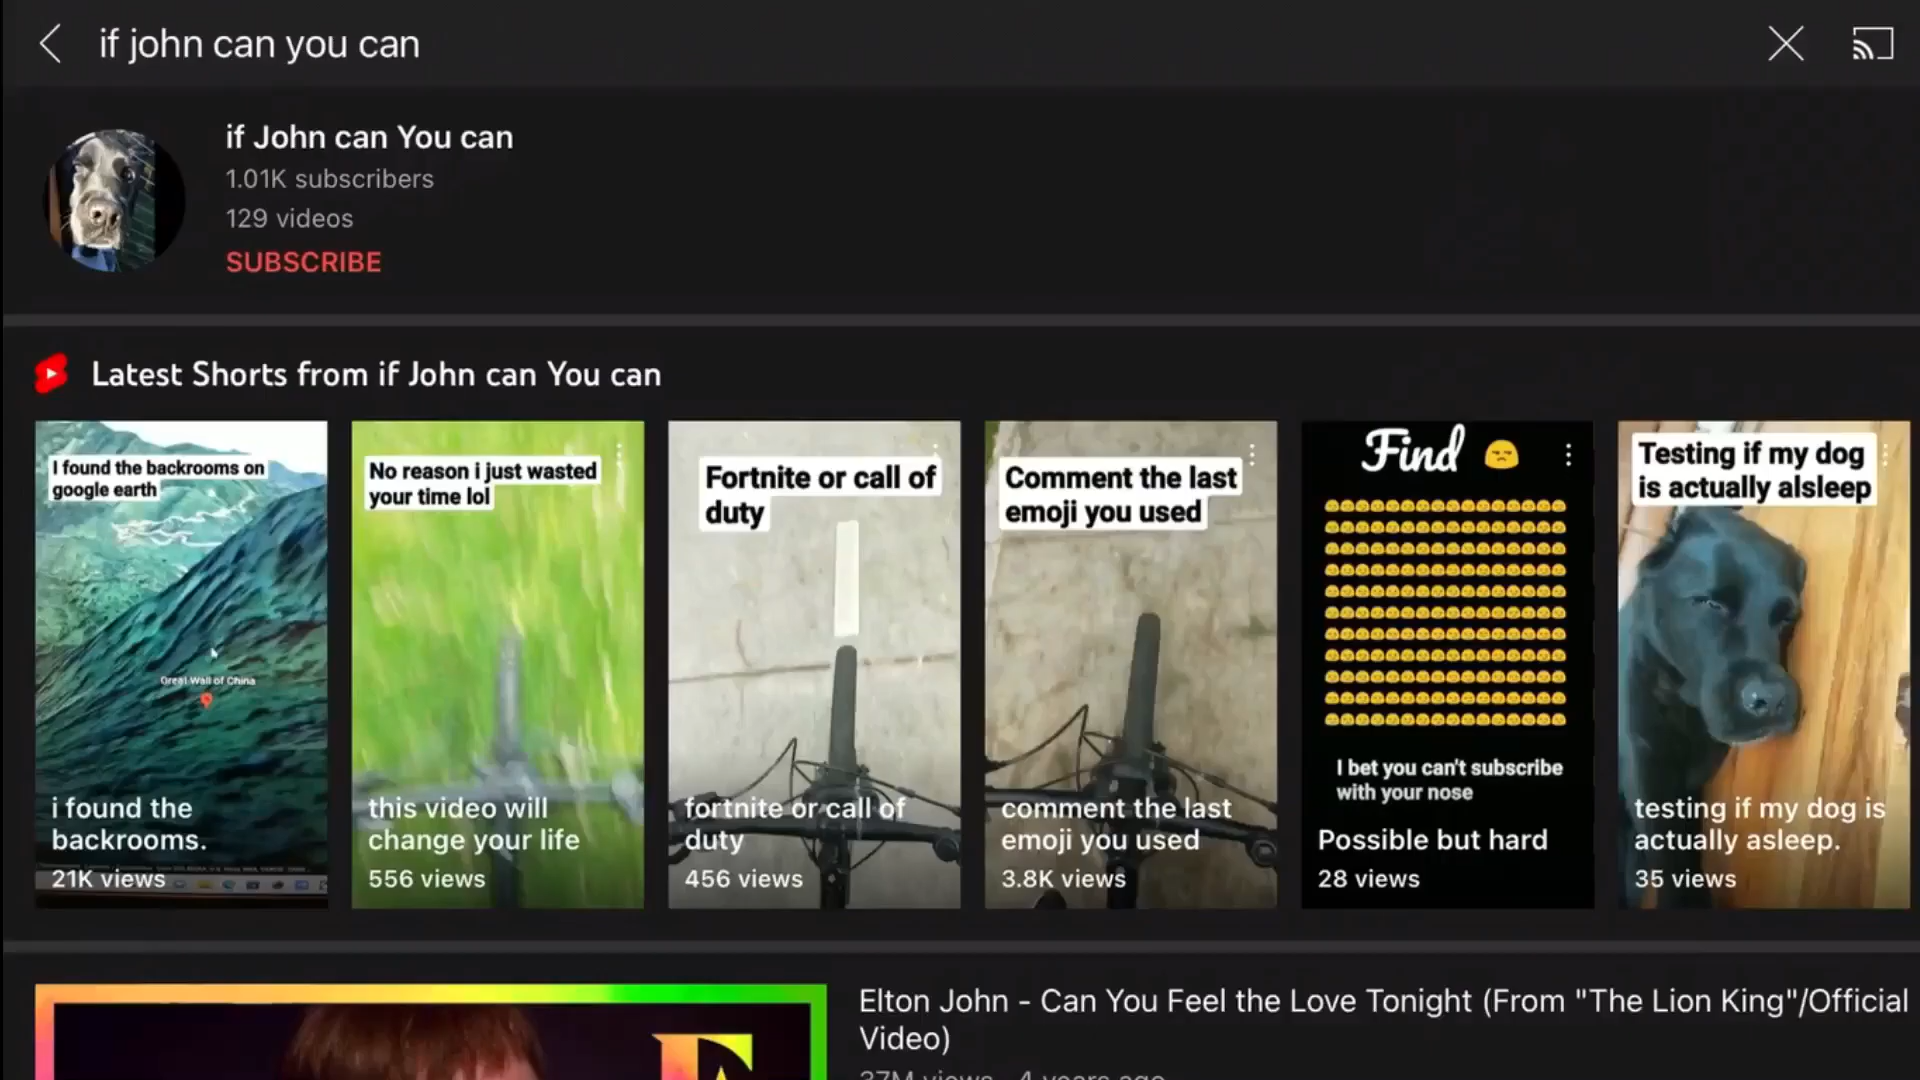 if john can you can
if John can You can
1.01K subscribers
129 videos
SUBSCRIBE
Latest Shorts from if John can You can
I found the backrooms on
google earth
Great Wall of China
i found the
backrooms.
21K views
No reason i just wasted
your time lol
this video will
change your life
556 views
Fortnite or call of
duty
fortnite or call of
duty
456 views
Comment the last
emoji you used
comment the last
emoji you used
3.8K views
Find 😞
I bet you can't subscribe
with your nose
Possible but hard
28 views
Testing if my dog
is actually alsleep
testing if my dog is
actually asleep.
35 views
Elton John - Can You Feel the Love Tonight (From "The Lion King"/Official
Video)
37M views · 4 years ago